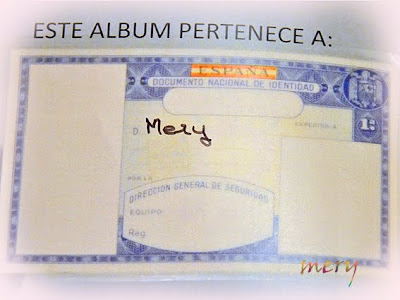 ESTE ALBUM PERTENECE A:
ESPAÑA
DOCUMENTO NACIONAL DE IDENTIDAD
EXPEDIDO A
1ª
D. Mery
POR LA
DIRECCION GENERAL DE SEGURIDAD
EQUIPO
Reg.
mery